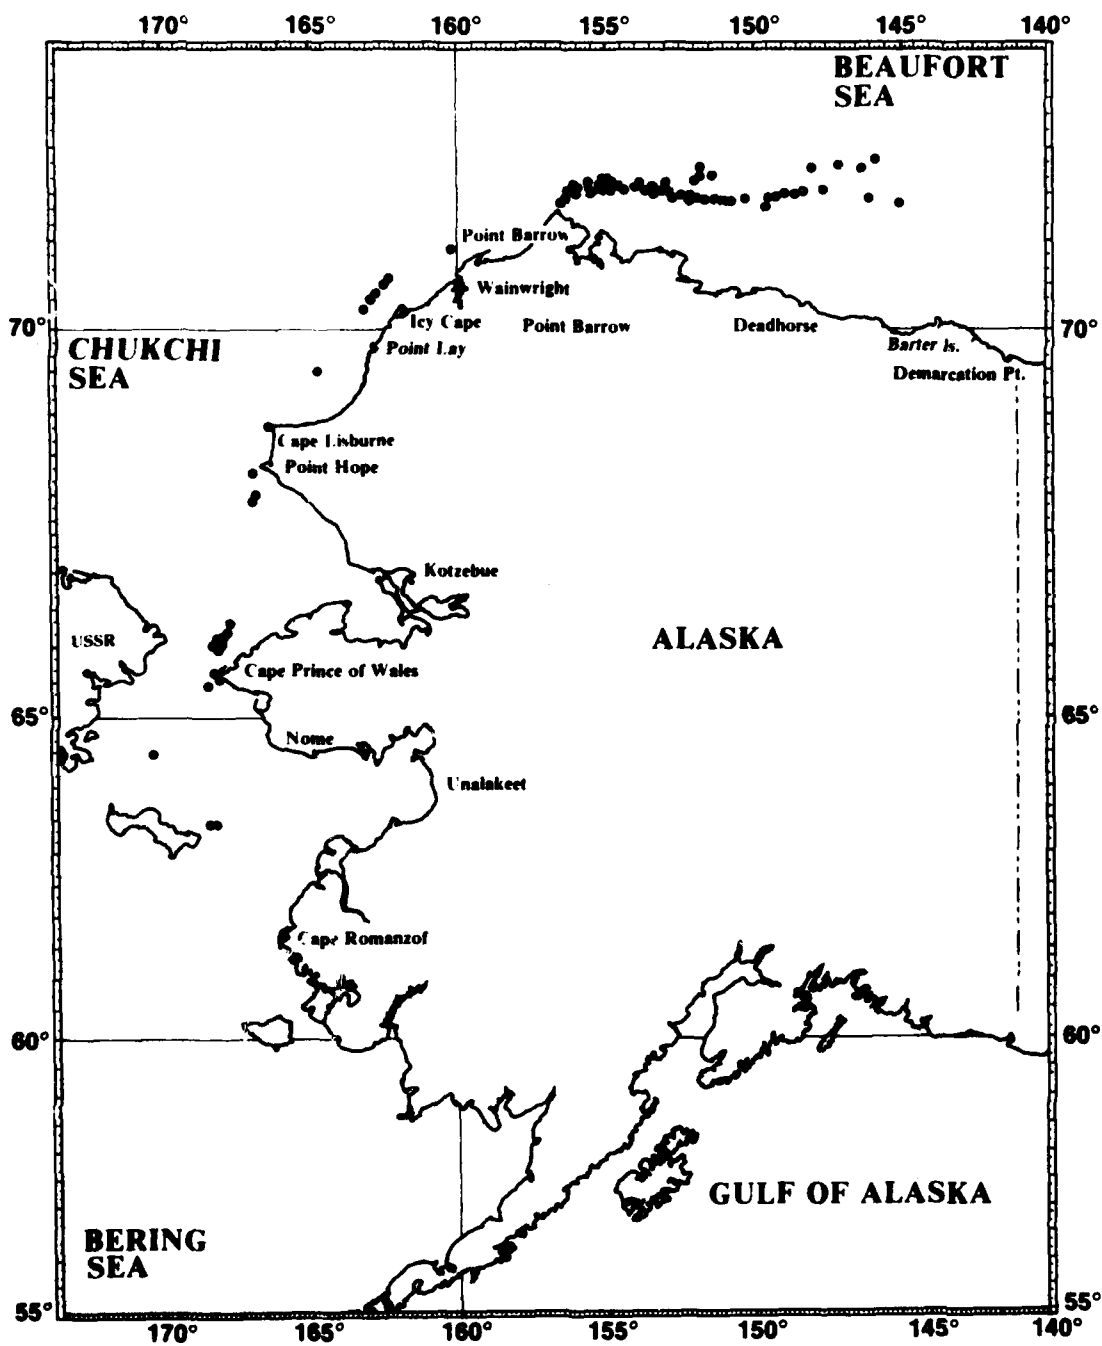 170° 165° 160° 155° 150° 145° 140°
BEAUFORT
SEA
Point Barrow
Wainwright
Icy Cape
Point Barrow
Deadhorse
70°
70°
CHUKCHI
SEA
Point Lay
Barter Is.
Demarcation Pt.
Cape Lisburne
Point Hope
Kotzebue
USSR
ALASKA
Cape Prince of Wales
65°
65°
Nome
Unalakeet
Cape Romanzof
60°
60°
GULF OF ALASKA
BERING
SEA
55°
55°
170° 165° 160° 155° 150° 145° 140°